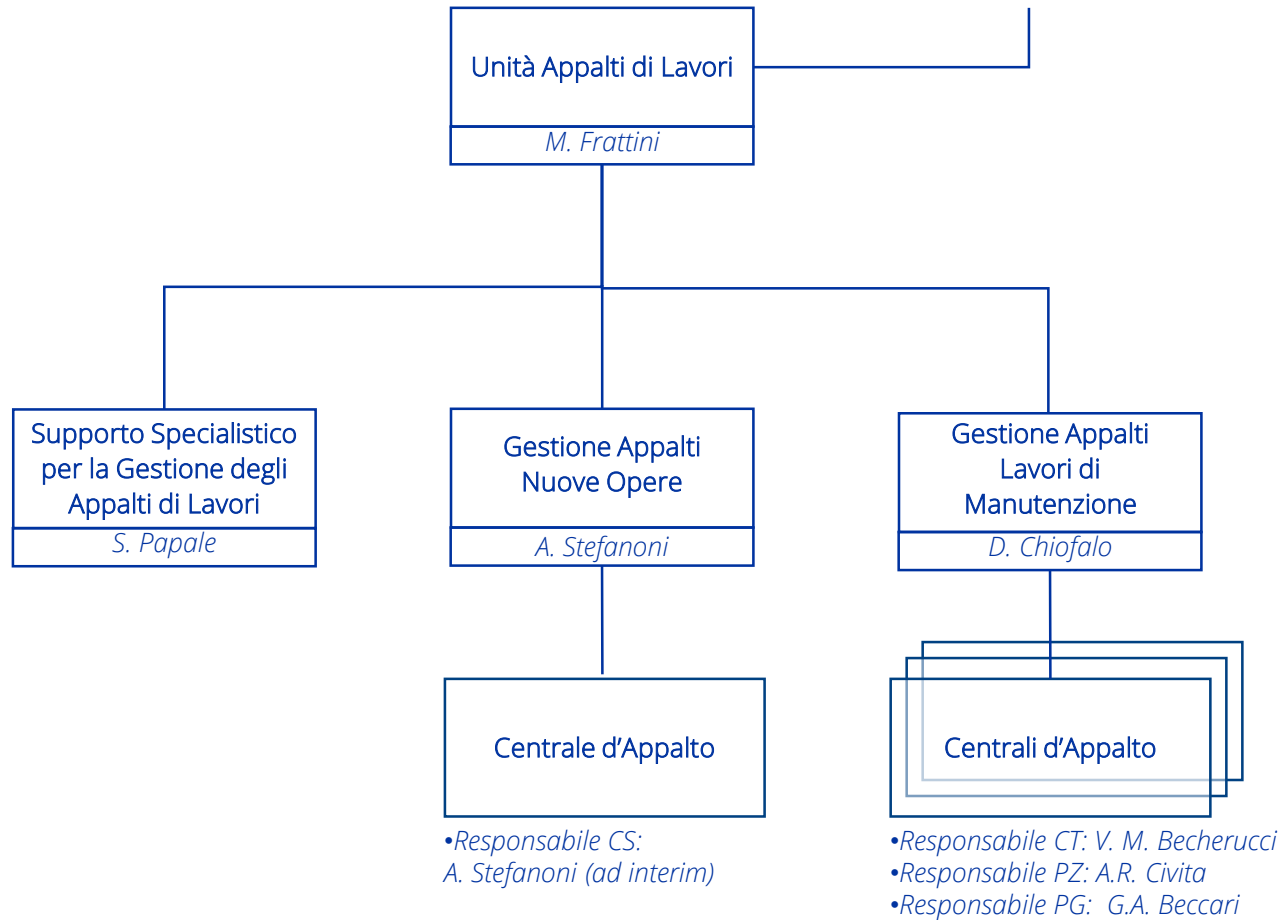 Unità Appalti di Lavori
M. Frattini
Supporto Specialistico
per la Gestione degli
Appalti di Lavori
S. Papale
Gestione Appalti
Nuove Opere
A. Stefanoni
Gestione Appalti
Lavori di
Manutenzione
D. Chiofalo
Centrale d’Appalto
•Responsabile CS:
A. Stefanoni (ad interim)
Centrali d’Appalto
•Responsabile CT: V. M. Becherucci
•Responsabile PZ: A.R. Civita
•Responsabile PG: G.A. Beccari